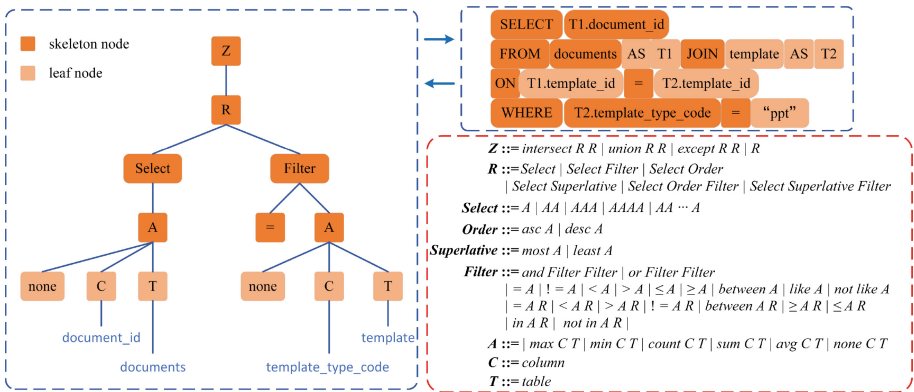 skeleton node
leaf node
Z
R
Select
Filter
A
=
A
none
C
T
none
C
T
document_id
template
documents
template_type_code
SELECT T1.document_id
FROM documents AS T1 JOIN template AS T2
ON T1.template_id = T2.template_id
WHERE T2.template_type_code = “ppt”
Z ::= intersect R R | union R R | except R R | R
R ::=Select | Select Filter | Select Order
| Select Superlative | Select Order Filter | Select Superlative Filter
Select ::= A | AA | AAA | AAAA | AA ··· A
Order ::= asc A | desc A
Superlative ::= most A | least A
Filter ::= and Filter Filter | or Filter Filter
| = A | ! = A | < A | > A | ≤ A | ≥ A | between A | like A | not like A
| = A R | < A R | > A R | ! = A R | between A R | ≥ A R | ≤ A R
| in A R | not in A R |
A ::= | max C T | min C T | count C T | sum C T | avg C T | none C T
C ::= column
T ::= table